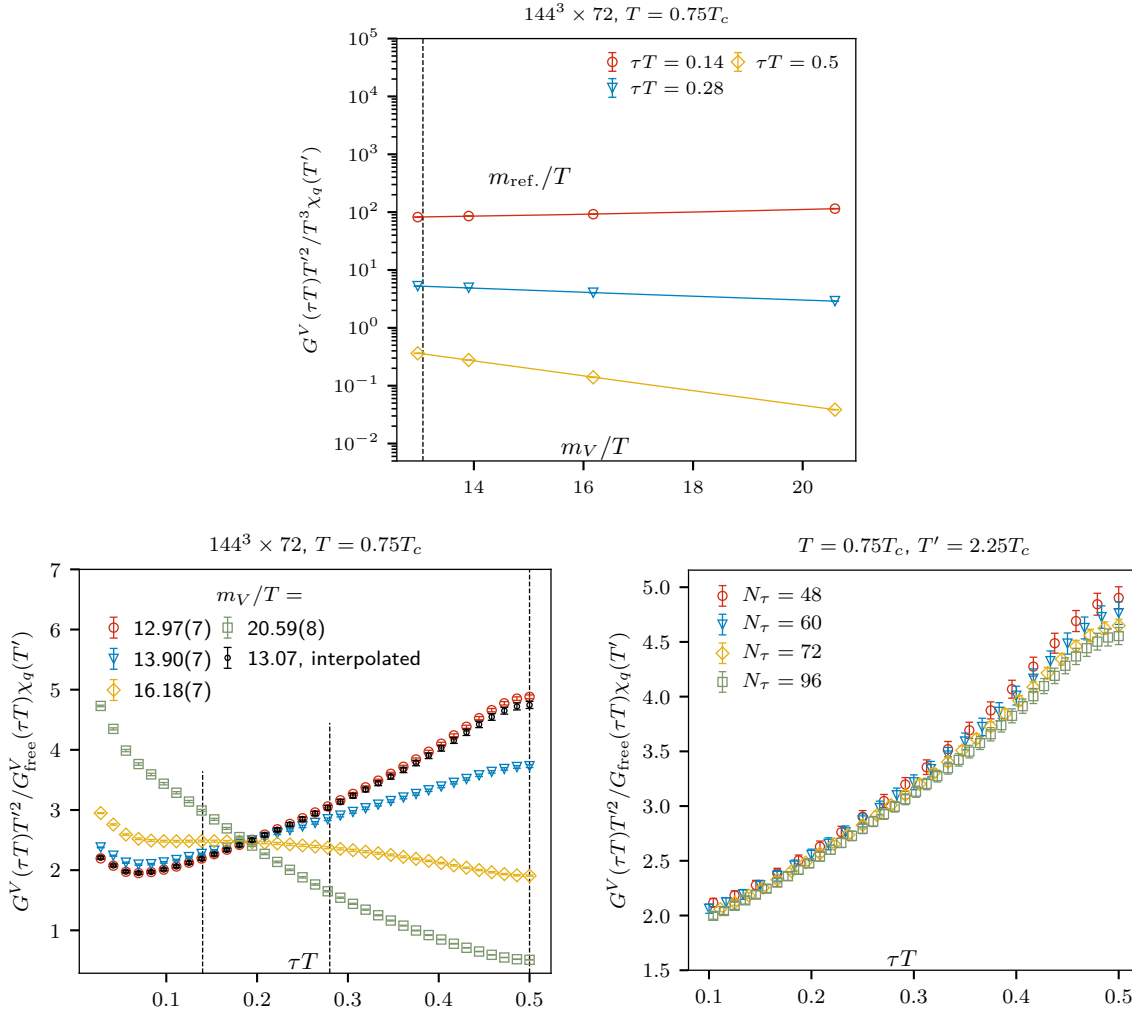 144³ × 72, T = 0.75T_c
G^V(τT)T'²/T³χ_q(T')
10⁵
10⁴
10³
10²
10¹
10⁰
10⁻¹
10⁻²
τT = 0.14
τT = 0.28
τT = 0.5
m_ref./T
m_V/T
14 16 18 20
144³ × 72, T = 0.75T_c
G^V(τT)T'²/G^V_free(τT)χ_q(T')
7
6
5
4
3
2
1
m_V/T =
12.97(7)
13.90(7)
16.18(7)
20.59(8)
13.07, interpolated
τT
0.1 0.2 0.3 0.4 0.5
T = 0.75T_c, T' = 2.25T_c
G^V(τT)T'²/G_free(τT)χ_q(T')
5.0
4.5
4.0
3.5
3.0
2.5
2.0
1.5
N_τ = 48
N_τ = 60
N_τ = 72
N_τ = 96
τT
0.1 0.2 0.3 0.4 0.5